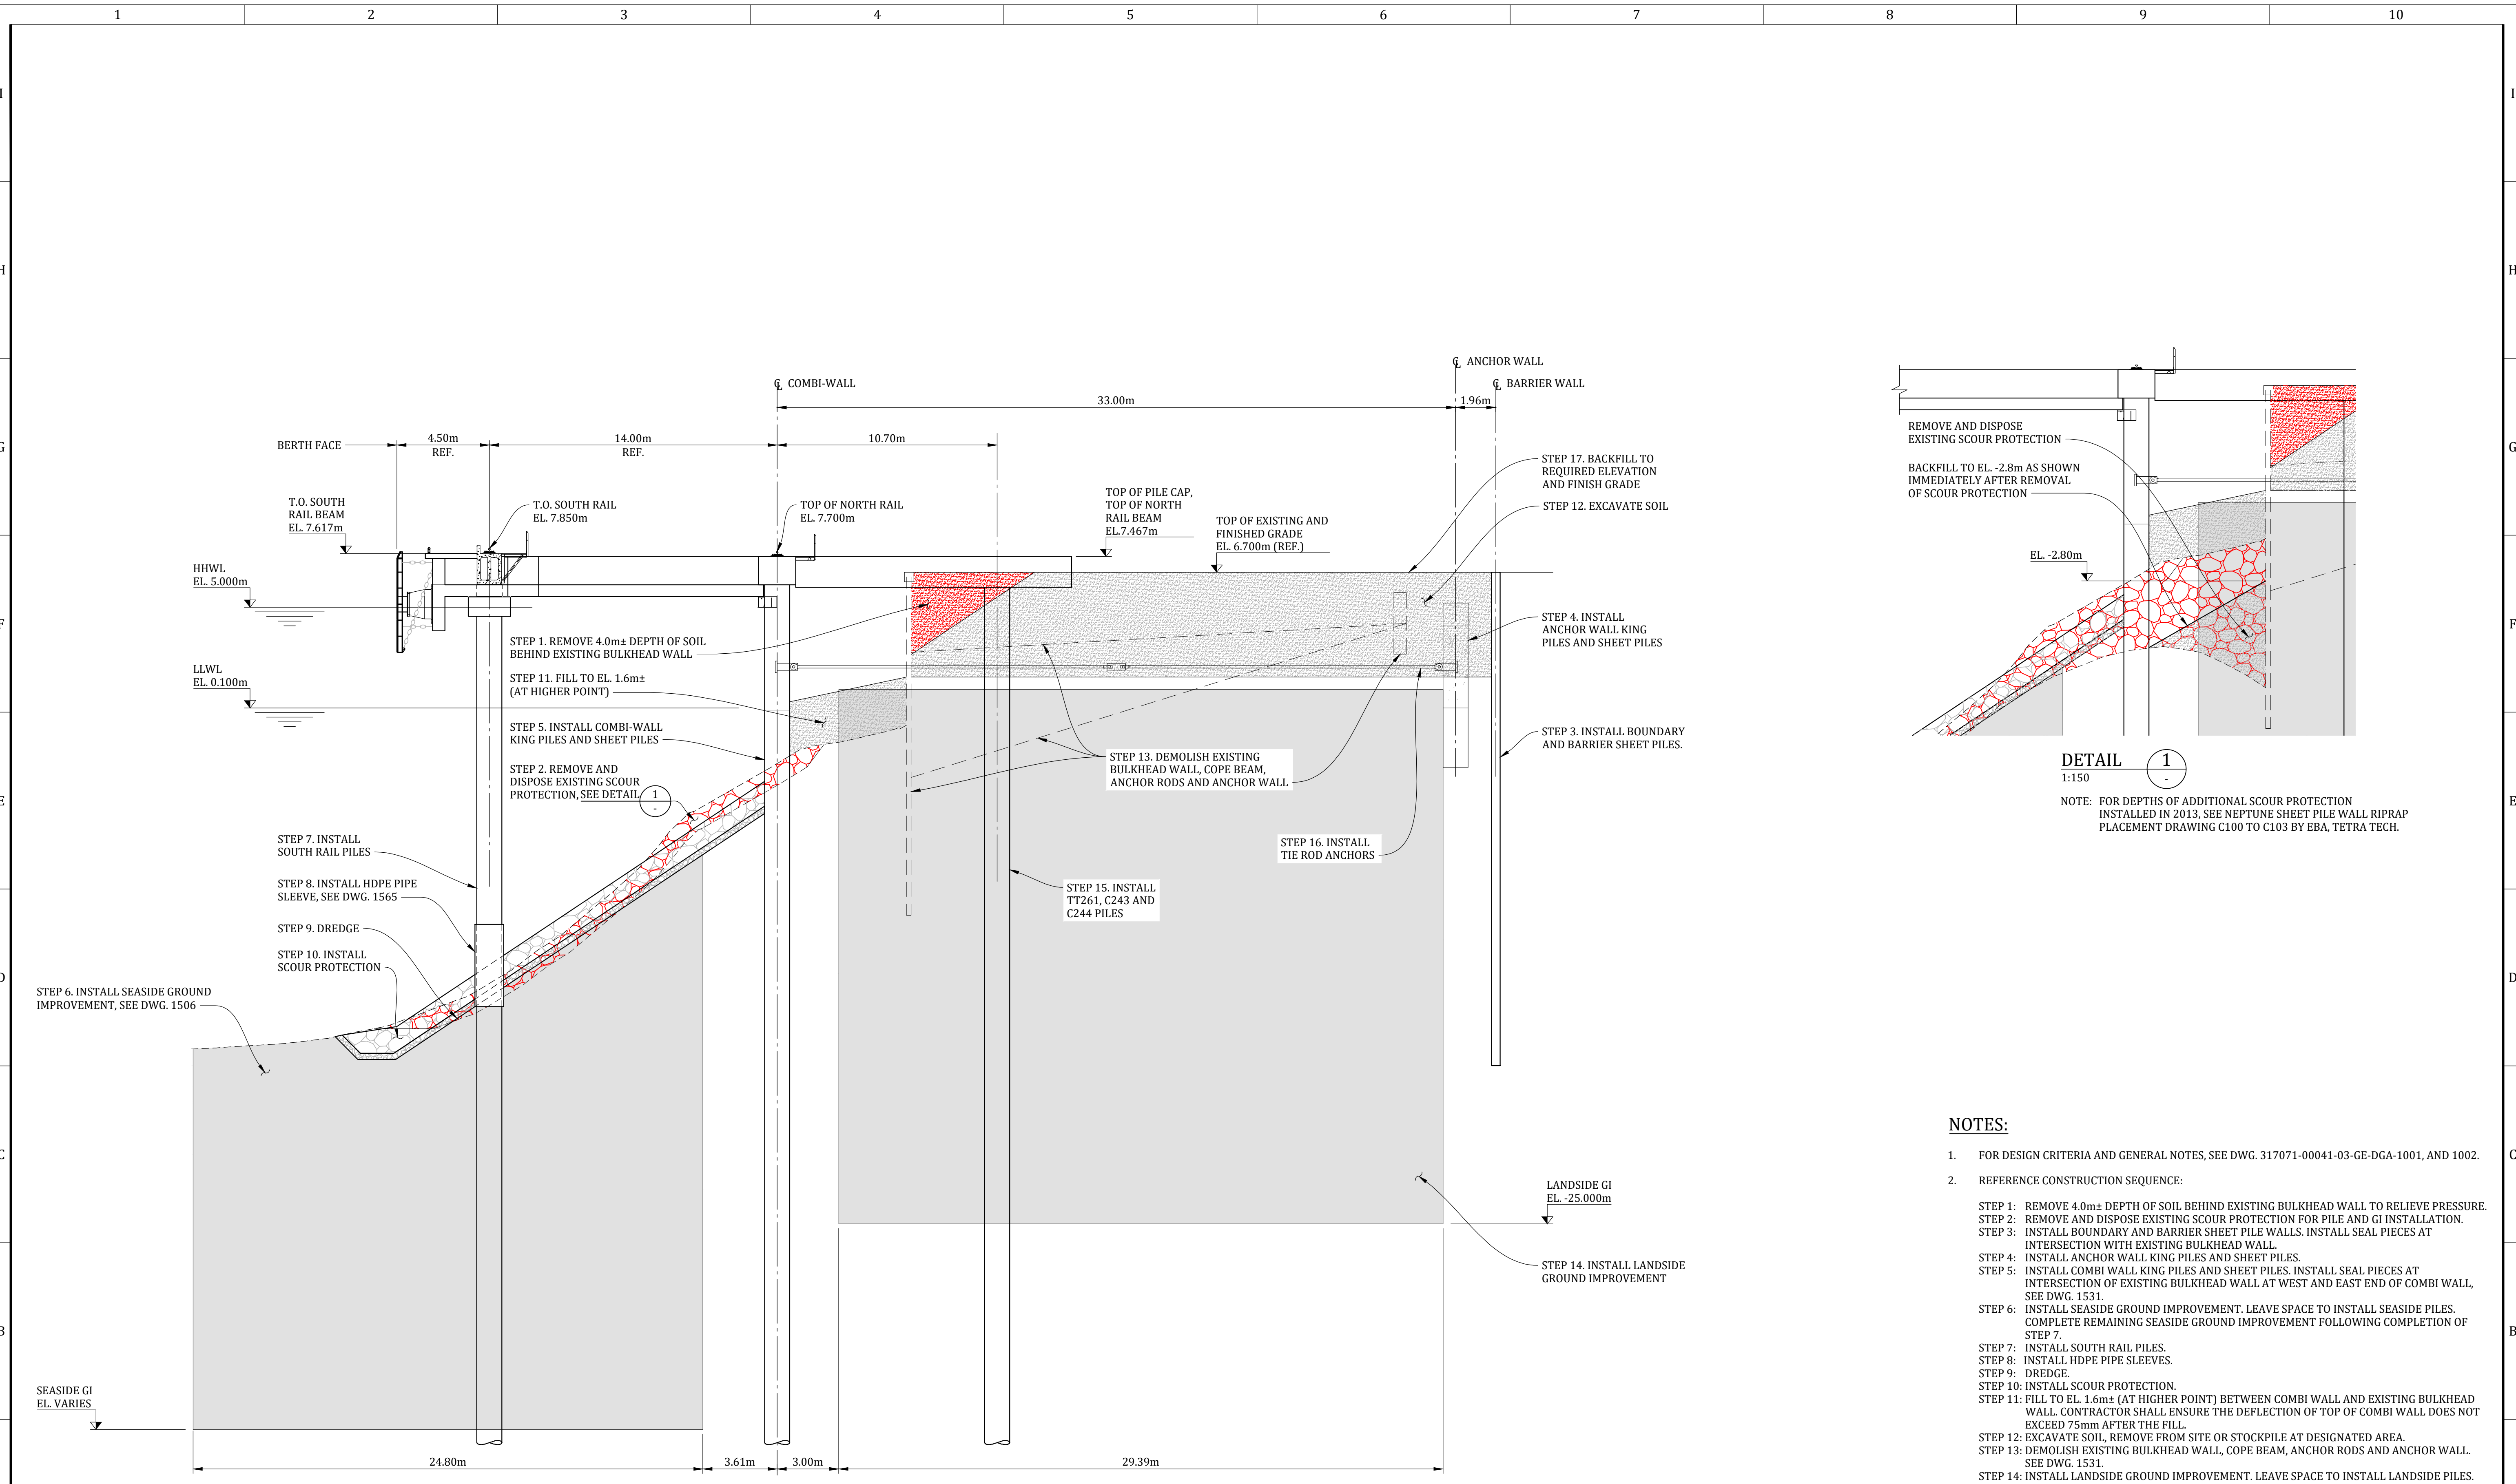 1 2 3 4 5 6 7 8 9 10
I
H
G
F
E
D
C
B
I
H
G
F
E
D
C
B
℄ ANCHOR WALL
℄ COMBI-WALL
℄ BARRIER WALL
33.00m
1.96m
BERTH FACE
4.50m
REF.
14.00m
REF.
10.70m
T.O. SOUTH
RAIL BEAM
EL. 7.617m
T.O. SOUTH RAIL
EL. 7.850m
TOP OF NORTH RAIL
EL. 7.700m
TOP OF PILE CAP,
TOP OF NORTH
RAIL BEAM
EL.7.467m
TOP OF EXISTING AND
FINISHED GRADE
EL. 6.700m (REF.)
STEP 17. BACKFILL TO
REQUIRED ELEVATION
AND FINISH GRADE
STEP 12. EXCAVATE SOIL
HHWL
EL. 5.000m
LLWL
EL. 0.100m
STEP 1. REMOVE 4.0m± DEPTH OF SOIL
BEHIND EXISTING BULKHEAD WALL
STEP 11. FILL TO EL. 1.6m±
(AT HIGHER POINT)
STEP 5. INSTALL COMBI-WALL
KING PILES AND SHEET PILES
STEP 2. REMOVE AND
DISPOSE EXISTING SCOUR
PROTECTION, SEE DETAIL
1
-
STEP 4. INSTALL
ANCHOR WALL KING
PILES AND SHEET PILES
STEP 3. INSTALL BOUNDARY
AND BARRIER SHEET PILES.
STEP 13. DEMOLISH EXISTING
BULKHEAD WALL, COPE BEAM,
ANCHOR RODS AND ANCHOR WALL
STEP 16. INSTALL
TIE ROD ANCHORS
STEP 15. INSTALL
TT261, C243 AND
C244 PILES
STEP 7. INSTALL
SOUTH RAIL PILES
STEP 8. INSTALL HDPE PIPE
SLEEVE, SEE DWG. 1565
STEP 9. DREDGE
STEP 10. INSTALL
SCOUR PROTECTION
STEP 6. INSTALL SEASIDE GROUND
IMPROVEMENT, SEE DWG. 1506
LANDSIDE GI
EL. -25.000m
STEP 14. INSTALL LANDSIDE
GROUND IMPROVEMENT
SEASIDE GI
EL. VARIES
24.80m
3.61m
3.00m
29.39m
REMOVE AND DISPOSE
EXISTING SCOUR PROTECTION
BACKFILL TO EL. -2.8m AS SHOWN
IMMEDIATELY AFTER REMOVAL
OF SCOUR PROTECTION
EL. -2.80m
DETAIL 1
1:150 -
NOTE: FOR DEPTHS OF ADDITIONAL SCOUR PROTECTION
INSTALLED IN 2013, SEE NEPTUNE SHEET PILE WALL RIPRAP
PLACEMENT DRAWING C100 TO C103 BY EBA, TETRA TECH.
NOTES:
1. FOR DESIGN CRITERIA AND GENERAL NOTES, SEE DWG. 317071-00041-03-GE-DGA-1001, AND 1002.
2. REFERENCE CONSTRUCTION SEQUENCE:
STEP 1: REMOVE 4.0m± DEPTH OF SOIL BEHIND EXISTING BULKHEAD WALL TO RELIEVE PRESSURE.
STEP 2: REMOVE AND DISPOSE EXISTING SCOUR PROTECTION FOR PILE AND GI INSTALLATION.
STEP 3: INSTALL BOUNDARY AND BARRIER SHEET PILE WALLS. INSTALL SEAL PIECES AT
INTERSECTION WITH EXISTING BULKHEAD WALL.
STEP 4: INSTALL ANCHOR WALL KING PILES AND SHEET PILES.
STEP 5: INSTALL COMBI WALL KING PILES AND SHEET PILES. INSTALL SEAL PIECES AT
INTERSECTION OF EXISTING BULKHEAD WALL AT WEST AND EAST END OF COMBI WALL,
SEE DWG. 1531.
STEP 6: INSTALL SEASIDE GROUND IMPROVEMENT. LEAVE SPACE TO INSTALL SEASIDE PILES.
COMPLETE REMAINING SEASIDE GROUND IMPROVEMENT FOLLOWING COMPLETION OF
STEP 7.
STEP 7: INSTALL SOUTH RAIL PILES.
STEP 8: INSTALL HDPE PIPE SLEEVES.
STEP 9: DREDGE.
STEP 10: INSTALL SCOUR PROTECTION.
STEP 11: FILL TO EL. 1.6m± (AT HIGHER POINT) BETWEEN COMBI WALL AND EXISTING BULKHEAD
WALL. CONTRACTOR SHALL ENSURE THE DEFLECTION OF TOP OF COMBI WALL DOES NOT
EXCEED 75mm AFTER THE FILL.
STEP 12: EXCAVATE SOIL, REMOVE FROM SITE OR STOCKPILE AT DESIGNATED AREA.
STEP 13: DEMOLISH EXISTING BULKHEAD WALL, COPE BEAM, ANCHOR RODS AND ANCHOR WALL.
SEE DWG. 1531.
STEP 14: INSTALL LANDSIDE GROUND IMPROVEMENT. LEAVE SPACE TO INSTALL LANDSIDE PILES.